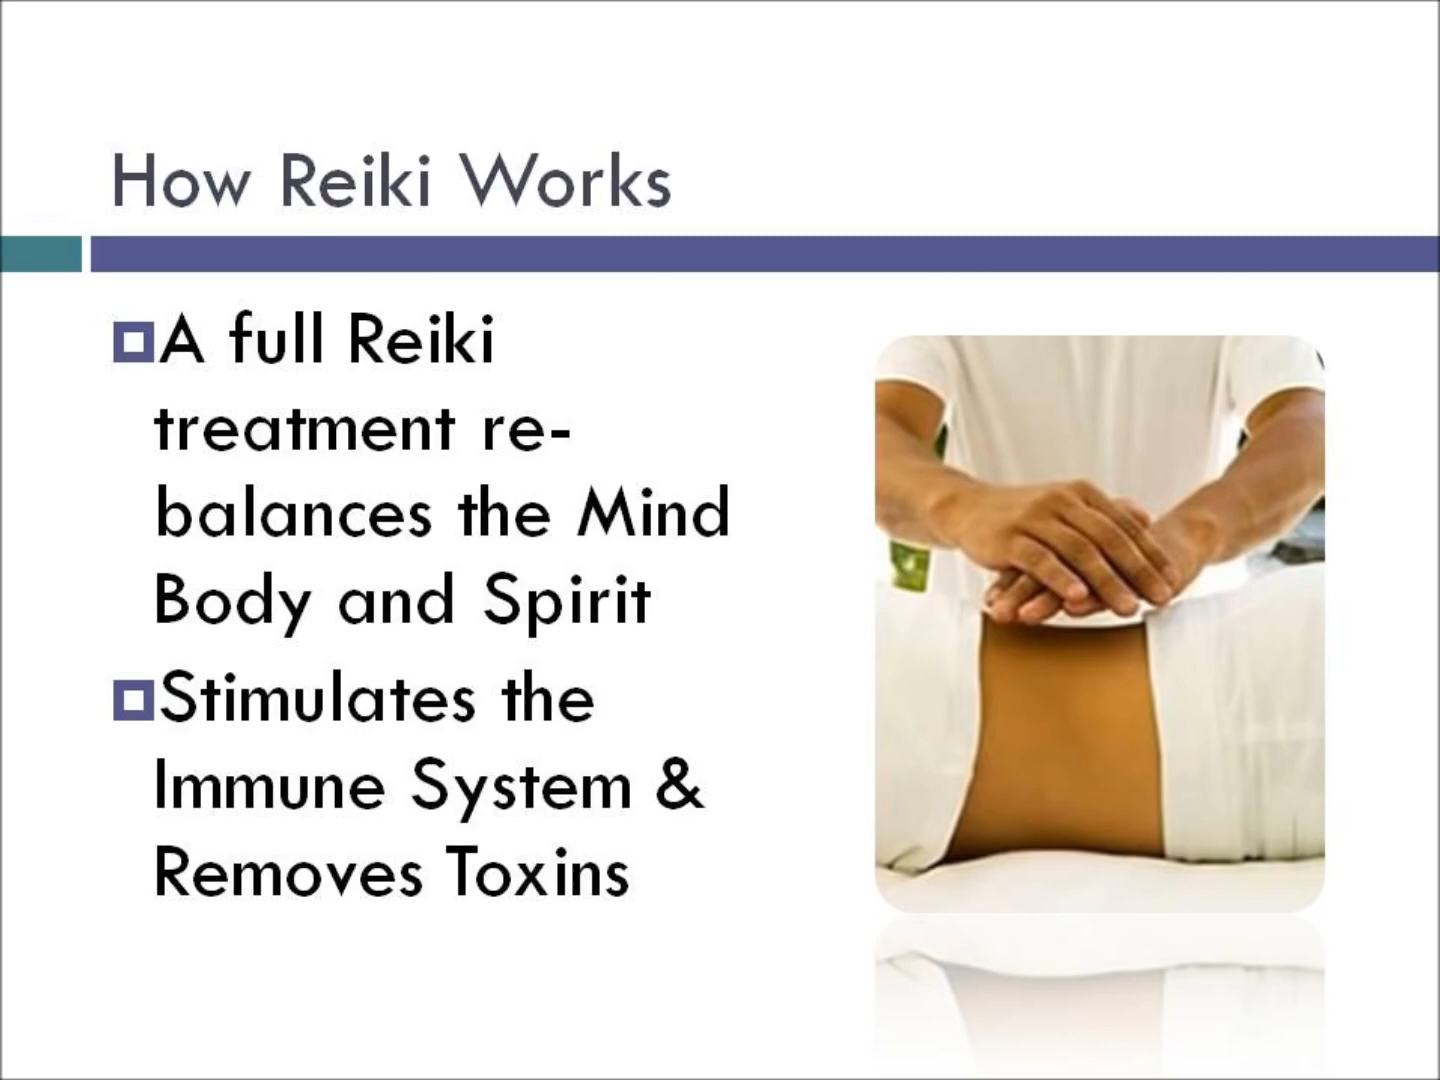 How Reiki Works
A full Reiki
treatment re-
balances the Mind
Body and Spirit
Stimulates the
Immune System &
Removes Toxins